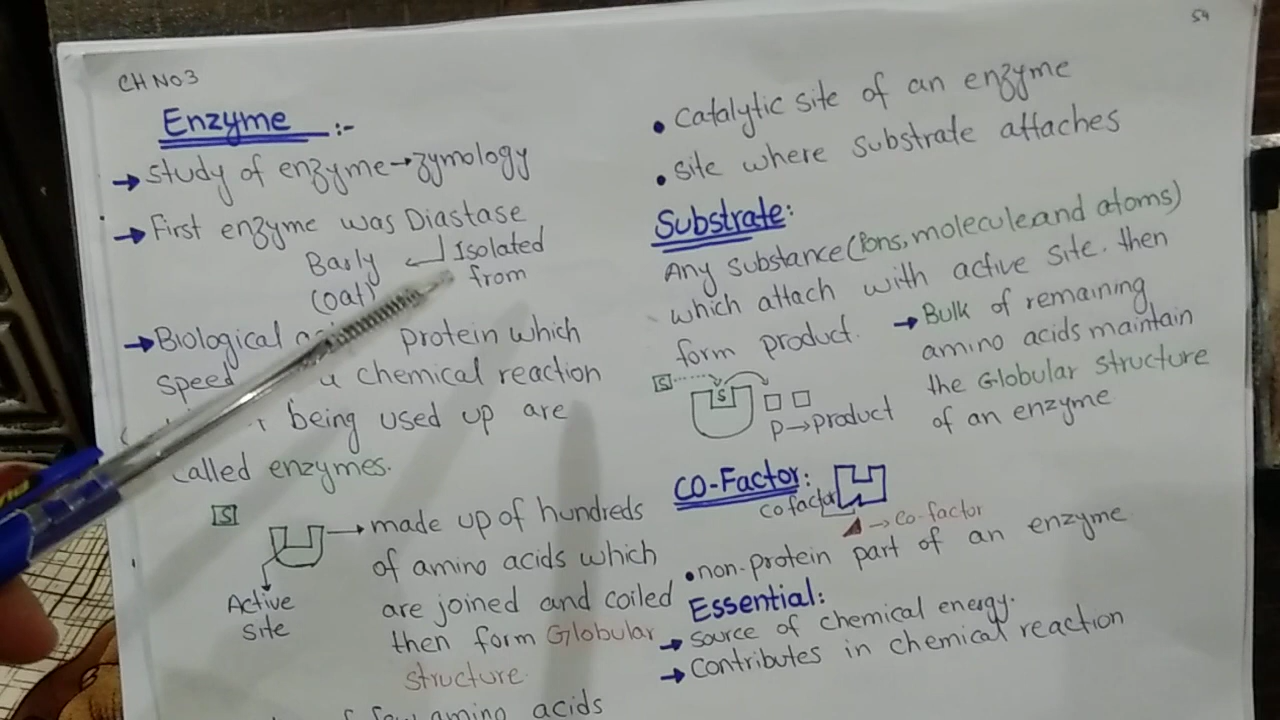 54
CH NO3
Enzyme :-
→ study of enzyme→zymology
→ First enzyme was Diastase
Barly ↵ Isolated
(oat) from
→ Biological protein which
speed a chemical reaction
being used up are
called enzymes.
S
→ made up of hundreds
of amino acids which
are joined and coiled
then form Globular
structure
Active
site
of few amino acids
• catalytic site of an enzyme
• site where substrate attaches
Substrate:
Any substance (Ions, molecule and atoms)
which attach with active site. then
form product.
→ Bulk of remaining
amino acids maintain
the Globular structure
of an enzyme
S
S
P→product
CO-Factor:
cofactor
→ Co-factor
• non-protein part of an enzyme
Essential:
→ source of chemical energy.
→ Contributes in chemical reaction